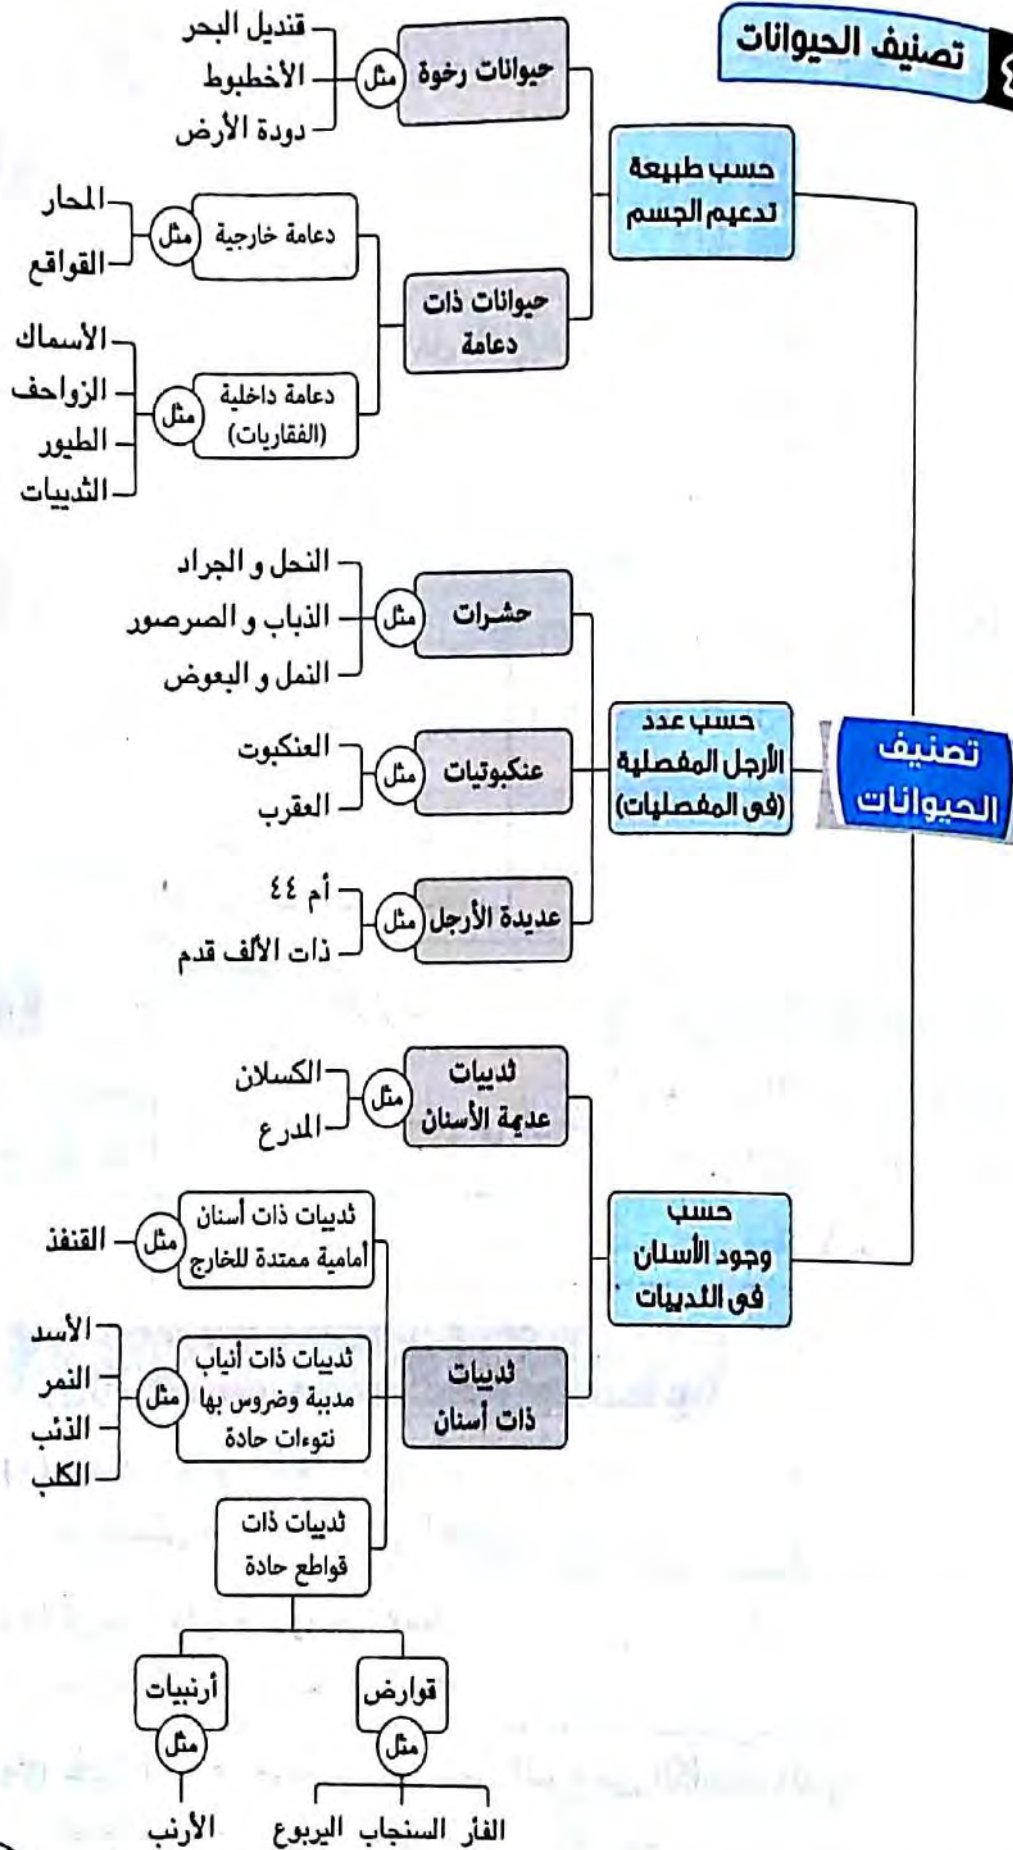 ٤
تصنيف الحيوانات
تصنيف
الحيوانات
حسب طبيعة
تدعيم الجسم
حيوانات رخوة
مثل
قنديل البحر
الأخطبوط
دودة الأرض
حيوانات ذات
دعامة
دعامة خارجية
مثل
المحار
القواقع
دعامة داخلية
(الفقاريات)
مثل
الأسماك
الزواحف
الطيور
الثدييات
حسب عدد
الأرجل المفصلية
(فى المفصليات)
حشرات
مثل
النحل و الجراد
الذباب و الصرصور
النمل و البعوض
عنكبوتيات
مثل
العنكبوت
العقرب
عديدة الأرجل
مثل
أم ٤٤
ذات الألف قدم
حسب
وجود الأسنان
فى الثدييات
ثدييات
عديمة الأسنان
مثل
الكسلان
المدرع
ثدييات
ذات أسنان
ثدييات ذات أسنان
أمامية ممتدة للخارج
مثل
القنفذ
ثدييات ذات أنياب
مدببة وضروس بها
نتوءات حادة
مثل
الأسد
النمر
الذئب
الكلب
ثدييات ذات
قواطع حادة
قوارض
مثل
الفأر السنجاب اليربوع
أرنبيات
مثل
الأرنب